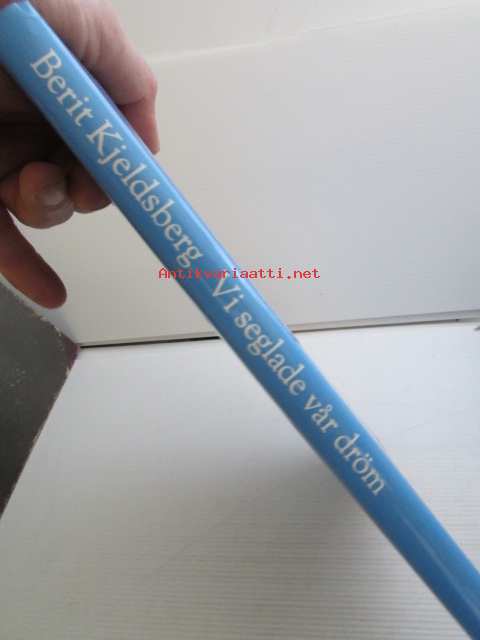 Berit Kjeldsberg Vi seglade vår dröm
Antikvariaatti.net